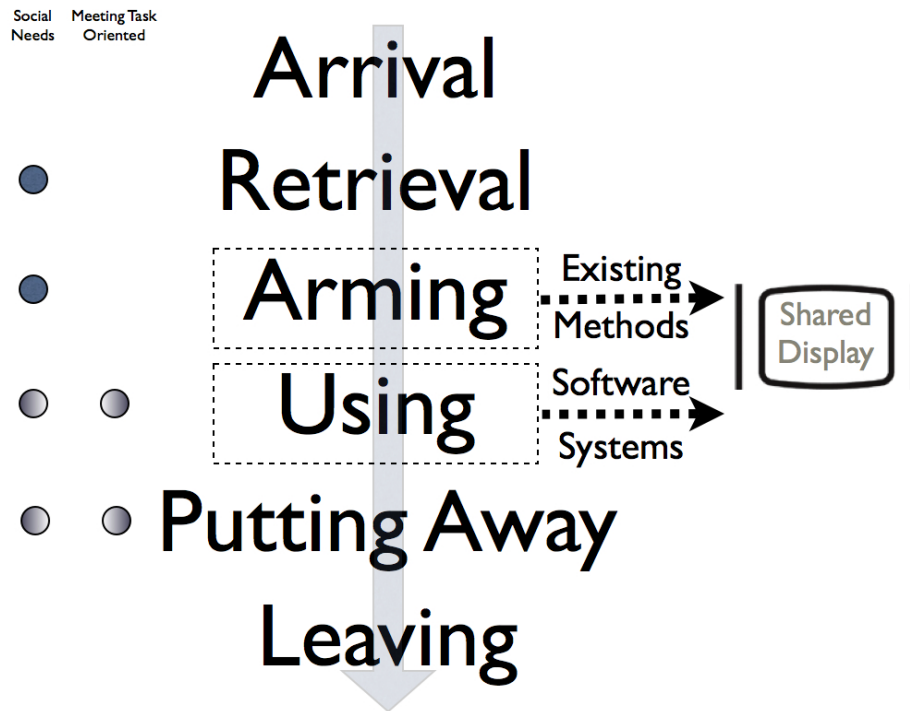 Social Needs
Meeting Task Oriented
Arrival
Retrieval
Arming
Existing
Methods
Shared
Display
Using
Software
Systems
Putting Away
Leaving